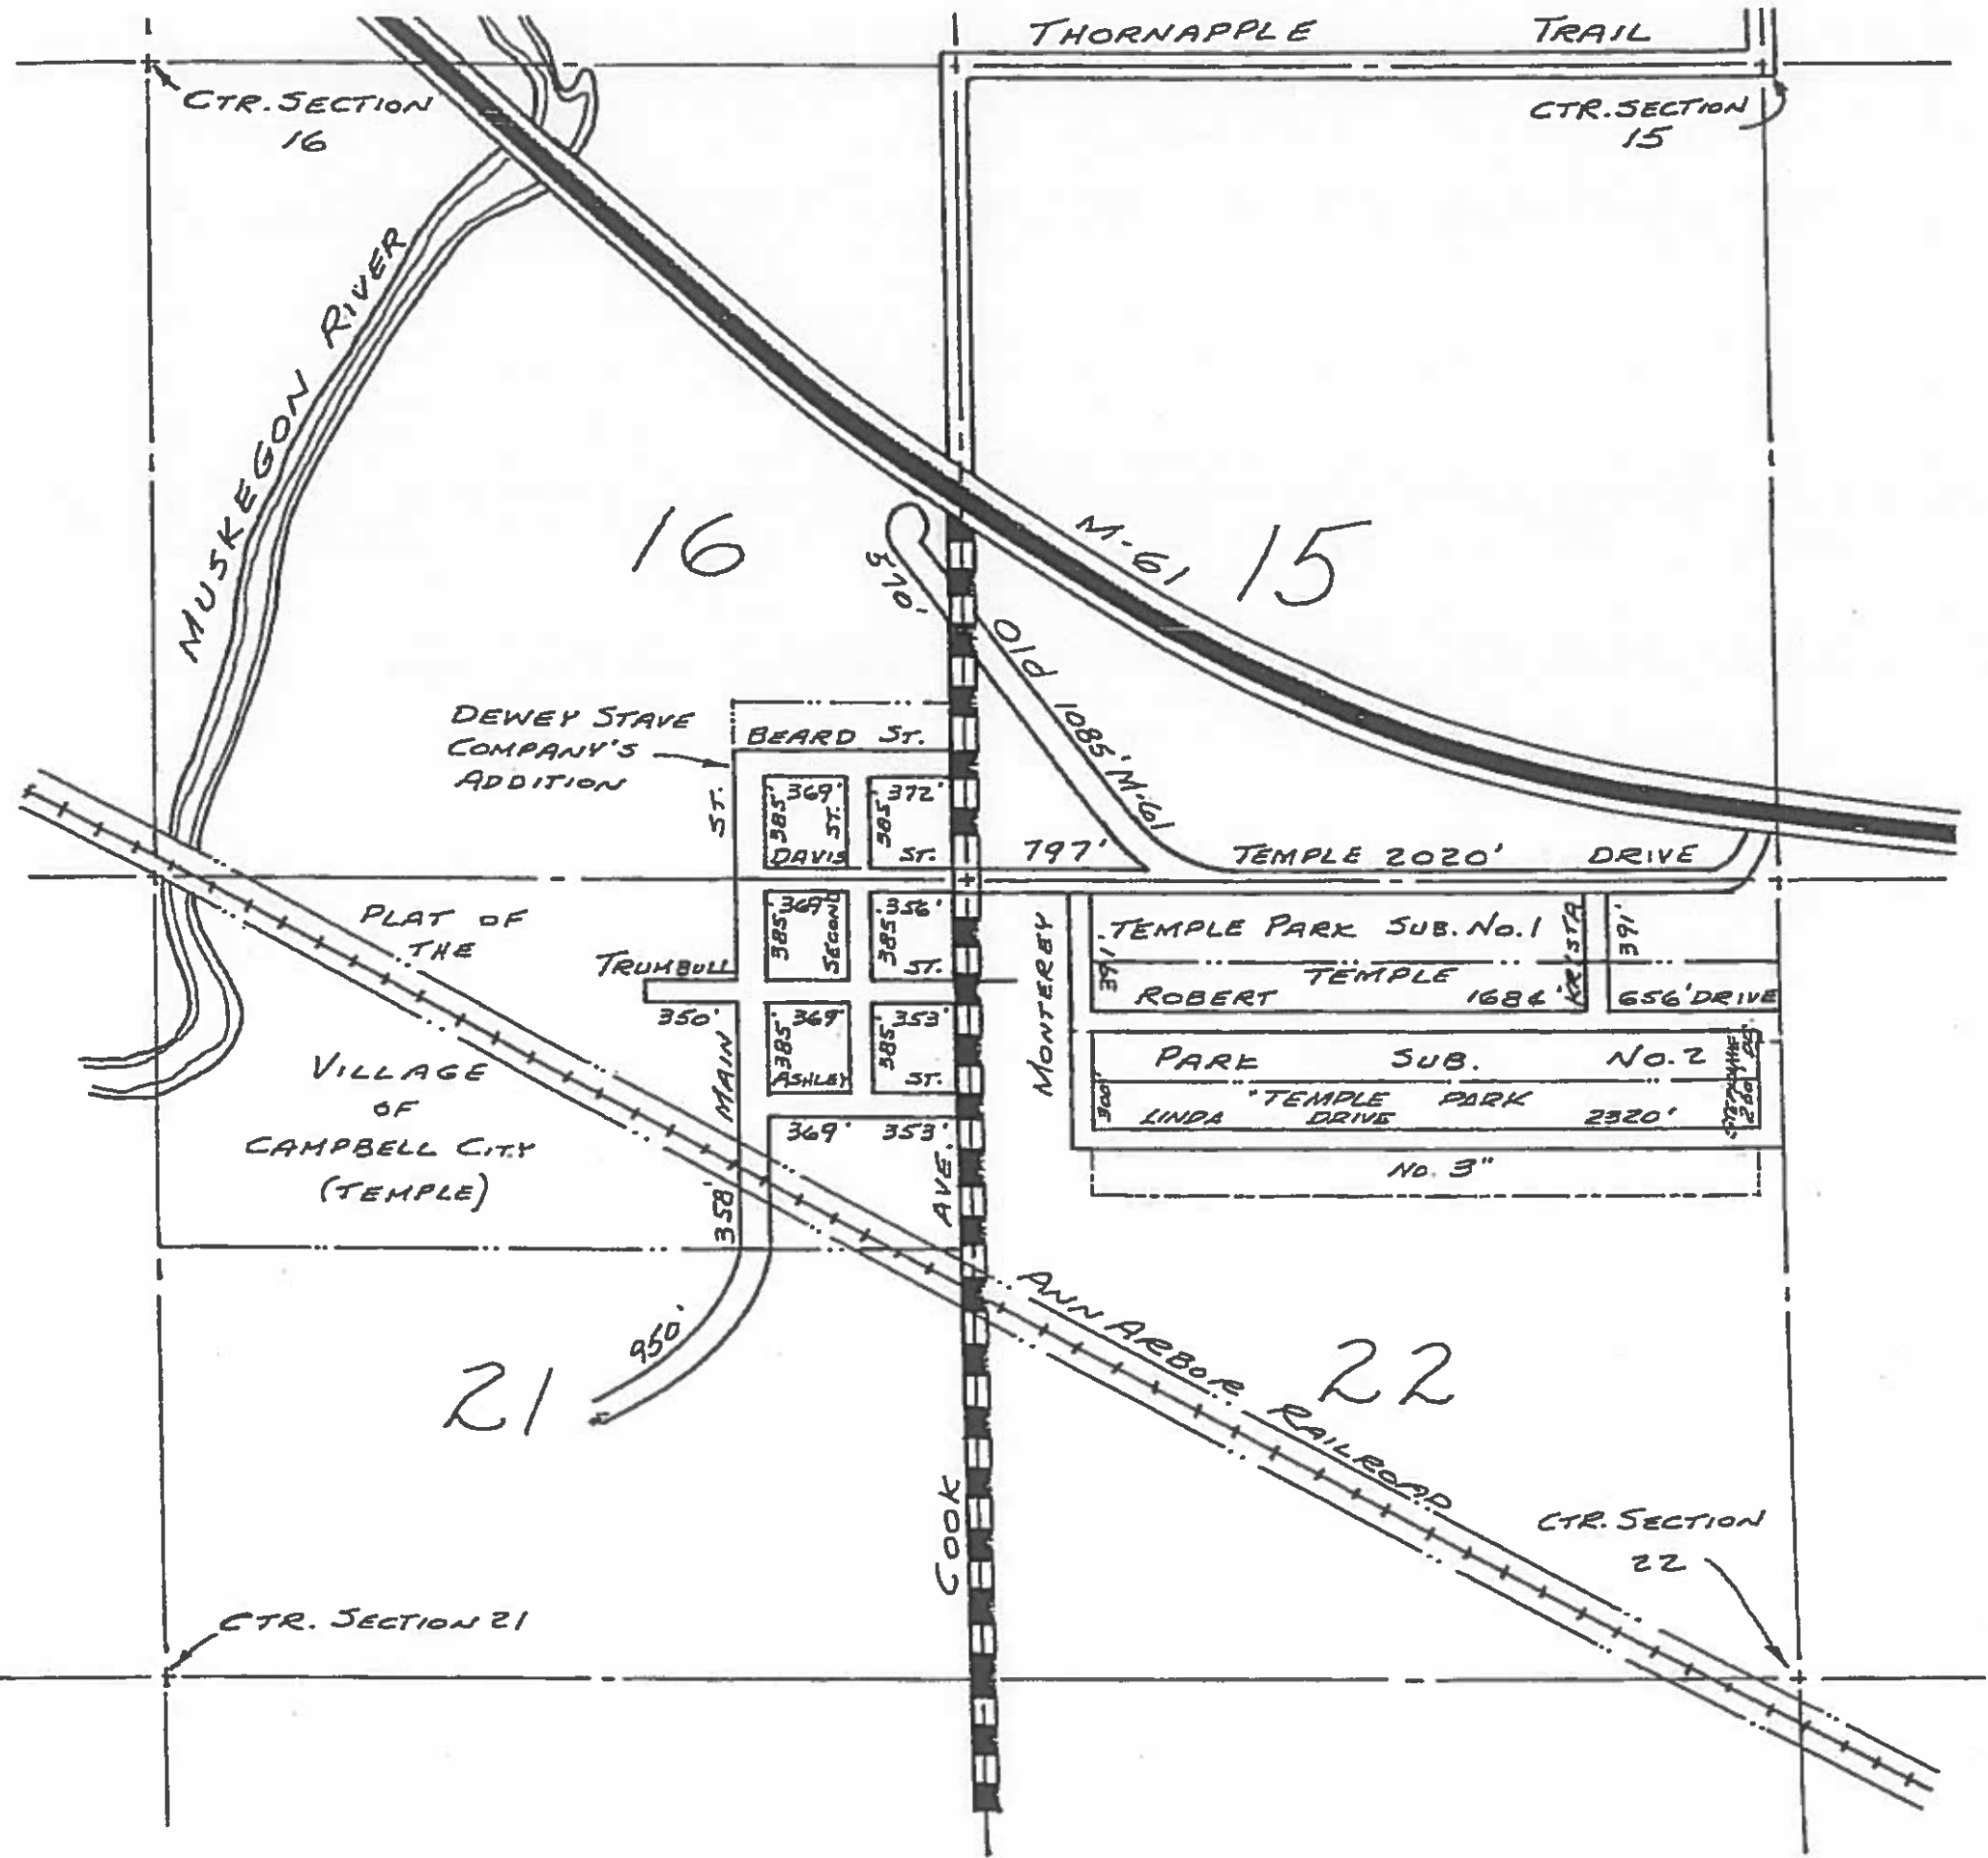 THORNAPPLE TRAIL
CTR. SECTION
16
CTR. SECTION
15
MUSKEGON RIVER
16
M-61
15
570'
Old 1085' M-61
DEWEY STAVE
COMPANY'S
ADDITION
BEARD ST.
ST.
369'
385'
ST.
372'
385'
DAVIS
ST.
797'
TEMPLE 2020' DRIVE
PLAT OF
THE
369'
385'
SECOND
356'
385'
ST.
TRUMBULL
350'
MONTEREY
TEMPLE PARK SUB. No. 1
391'
KRISTA
391'
TEMPLE
ROBERT 1684' 656' DRIVE
369'
385'
353'
385'
ASHLEY
ST.
MAIN
PARK SUB. No. 2
300'
"TEMPLE PARK
LINDA DRIVE 2320'
260'
No. 3"
VILLAGE
OF
CAMPBELL CITY
(TEMPLE)
369' 353'
358'
AVE.
950'
21
ANN ARBOR RAILROAD
22
COOK
CTR. SECTION
22
CTR. SECTION 21